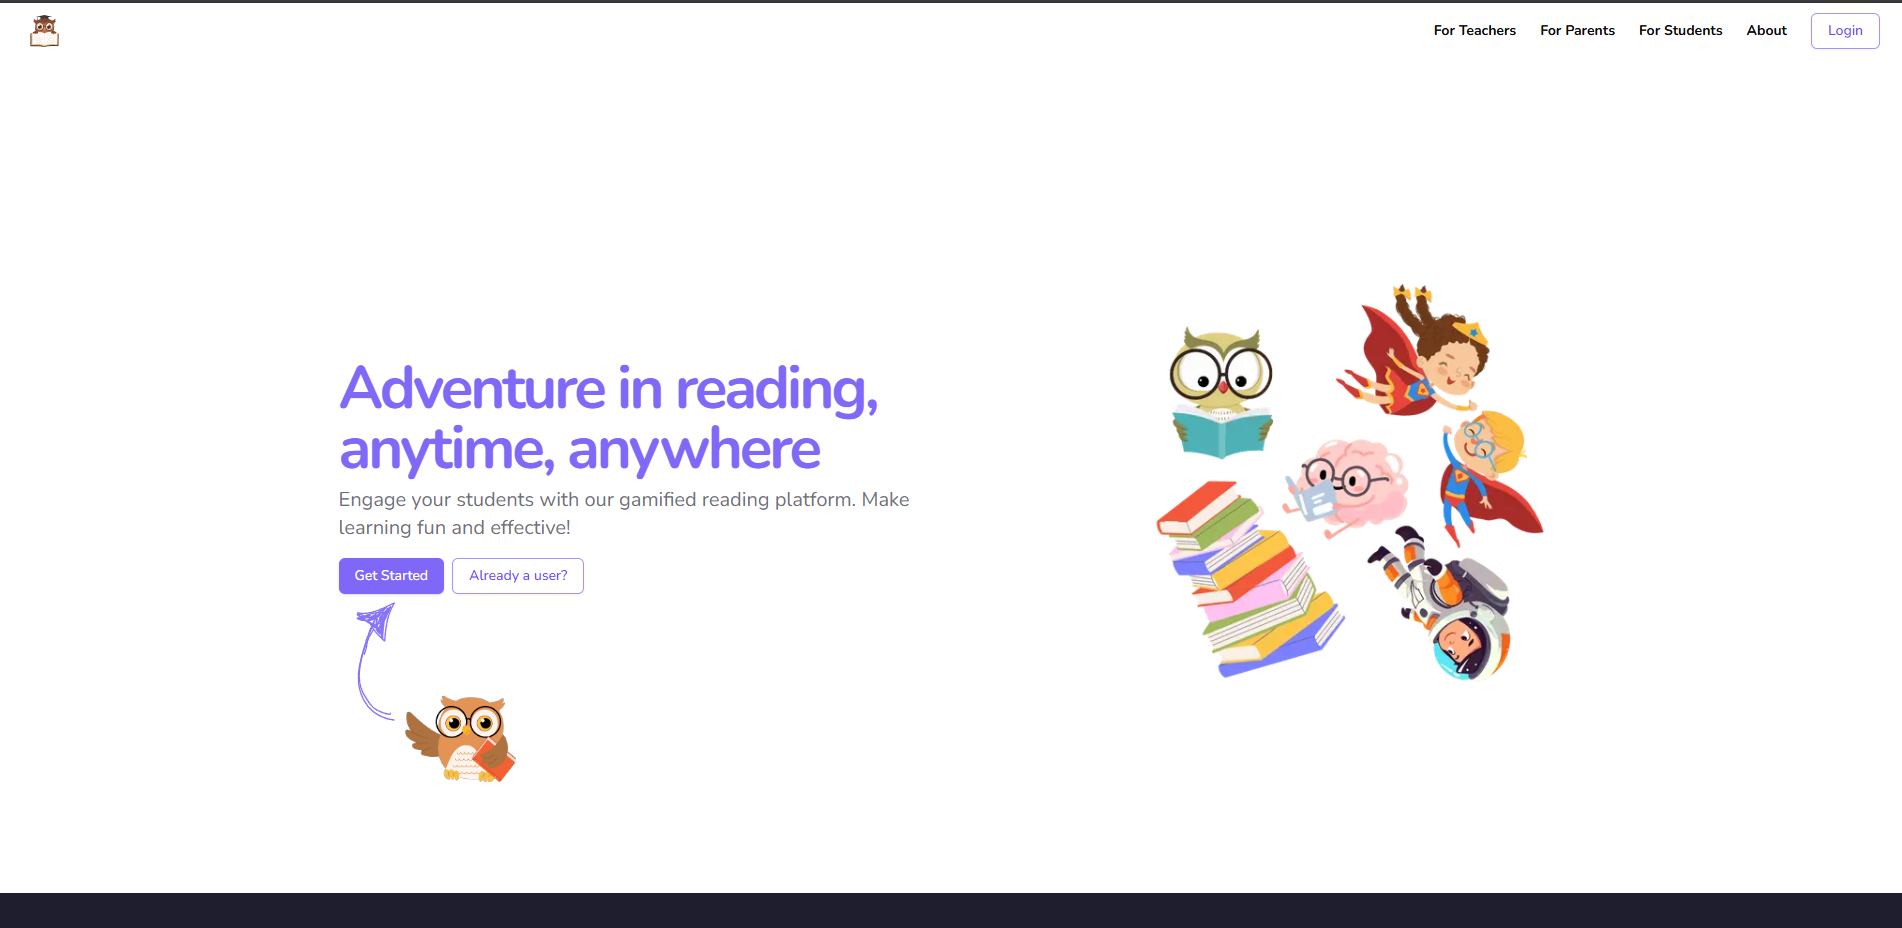 For Teachers For Parents For Students About Login
Adventure in reading,
anytime, anywhere
Engage your students with our gamified reading platform. Make
learning fun and effective!
Get Started Already a user?